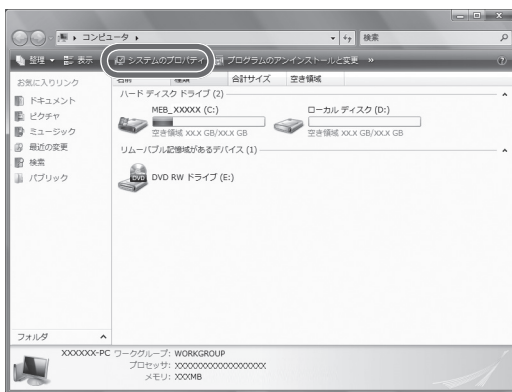 コンピュータ
検索
整理 表示 システムのプロパティ プログラムのアンインストールと変更 »
お気に入りリンク
ドキュメント
ピクチャ
ミュージック
最近の変更
検索
パブリック
フォルダ
名前 種類 合計サイズ 空き領域
ハード ディスク ドライブ (2)
MEB_XXXXX (C:)
空き領域 XX.X GB/XX.X GB
ローカル ディスク (D:)
空き領域 XX.X GB/XX.X GB
リムーバブル記憶域があるデバイス (1)
DVD RW ドライブ (E:)
DVD
XXXXXX-PC ワークグループ: WORKGROUP
プロセッサ: XXXXXXXXXXXXXXXXXX
メモリ: XXXMB